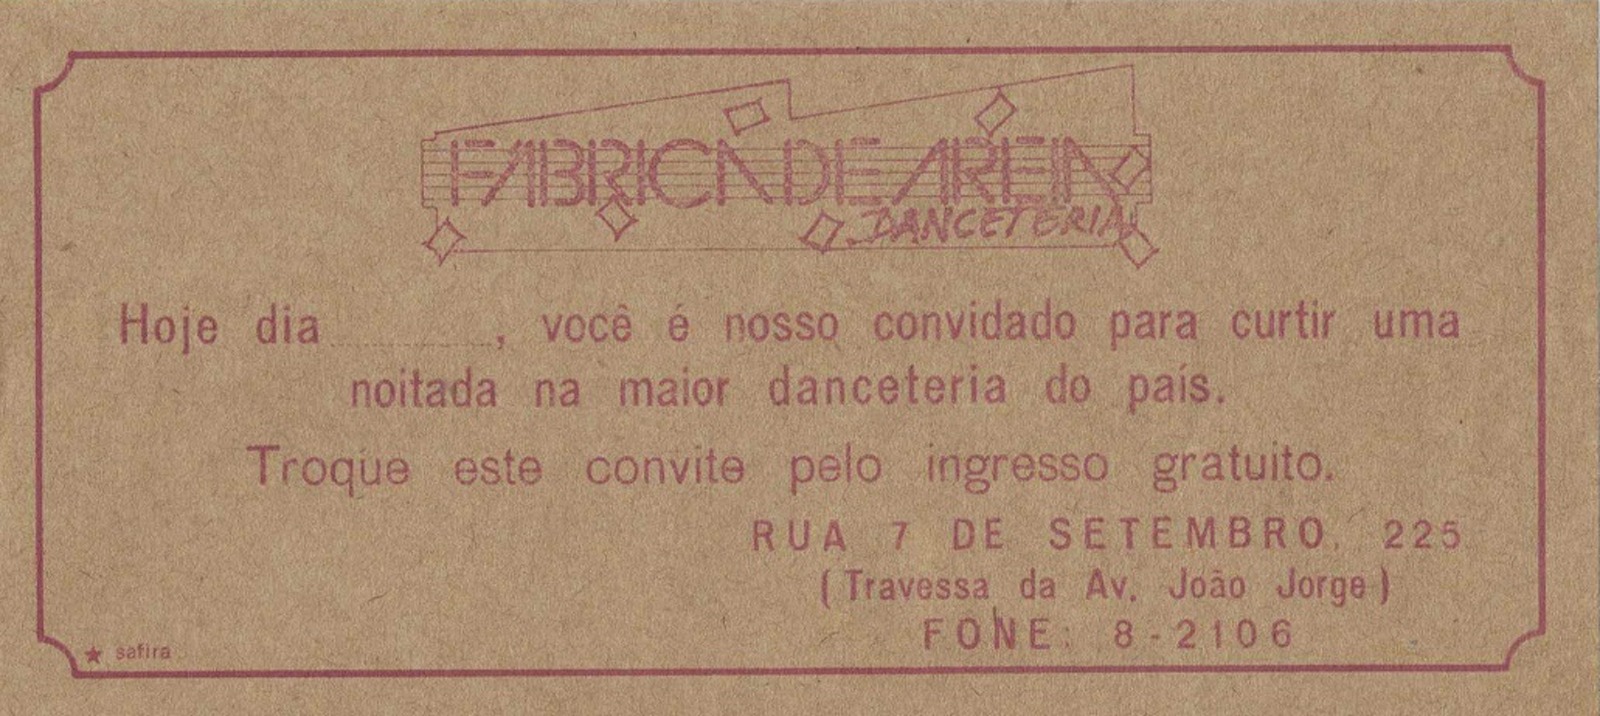 FABRICA DE AREIA
DANCETERIA
Hoje dia ................, você é nosso convidado para curtir uma
noitada na maior danceteria do país.
Troque este convite pelo ingresso gratuito.
RUA 7 DE SETEMBRO, 225
(Travessa da Av. João Jorge)
FONE: 8-2106
★ safira